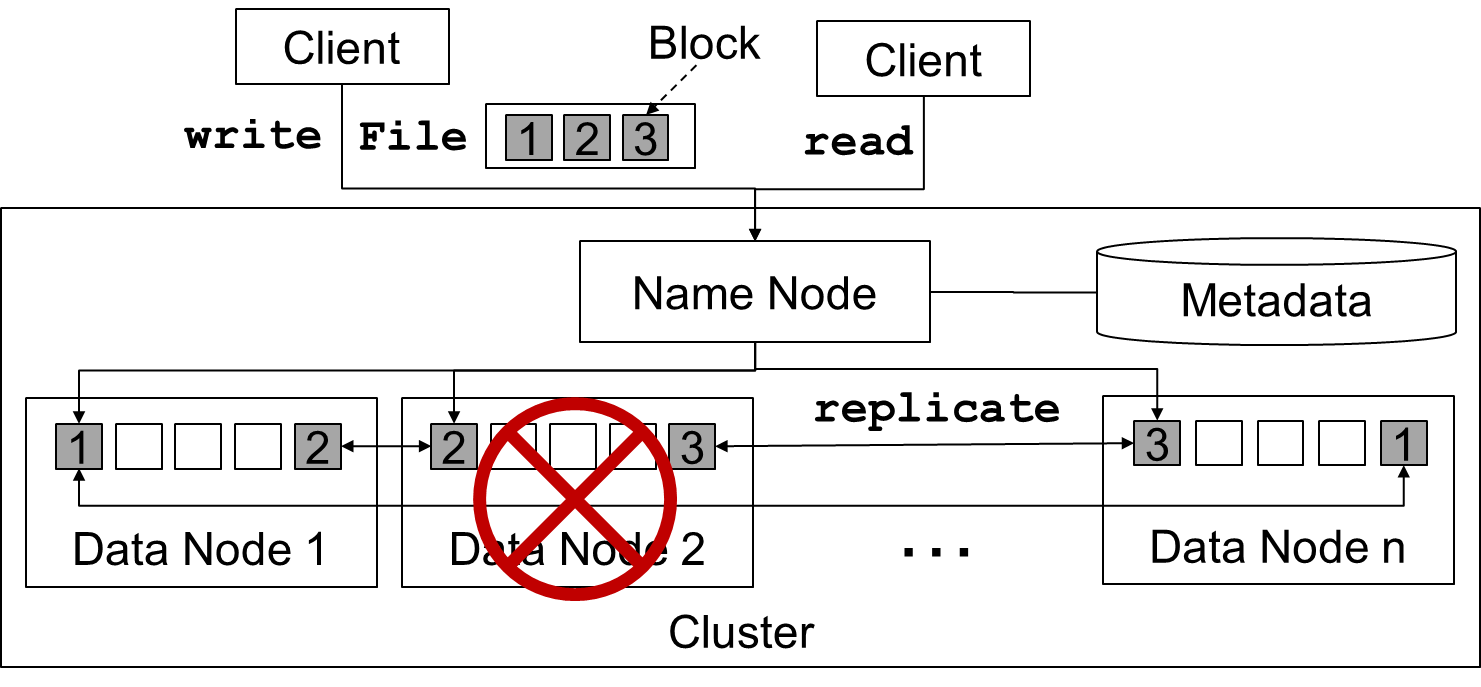 Client
Block
Client
write File
1 2 3
read
Name Node
Metadata
replicate
1 2
2 3
3 1
Data Node 1
Data Node 2
...
Data Node n
Cluster